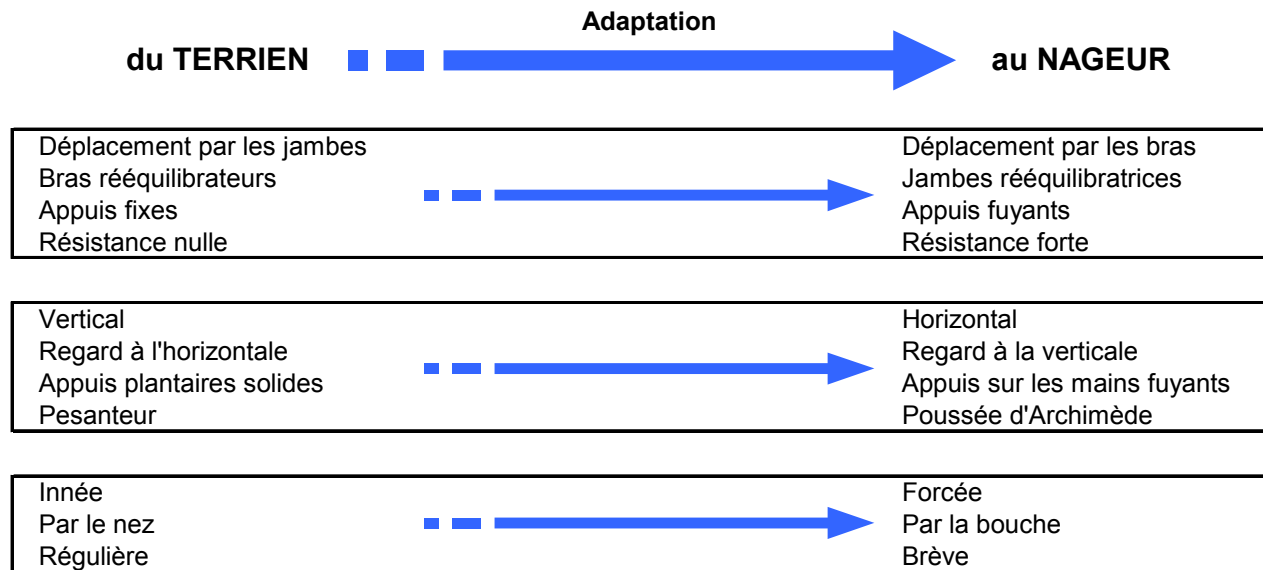 Adaptation
du TERRIEN au NAGEUR
Déplacement par les jambes Déplacement par les bras
Bras rééquilibrateurs Jambes rééquilibratrices
Appuis fixes Appuis fuyants
Résistance nulle Résistance forte
Vertical Horizontal
Regard à l'horizontale Regard à la verticale
Appuis plantaires solides Appuis sur les mains fuyants
Pesanteur Poussée d'Archimède
Innée Forcée
Par le nez Par la bouche
Régulière Brève